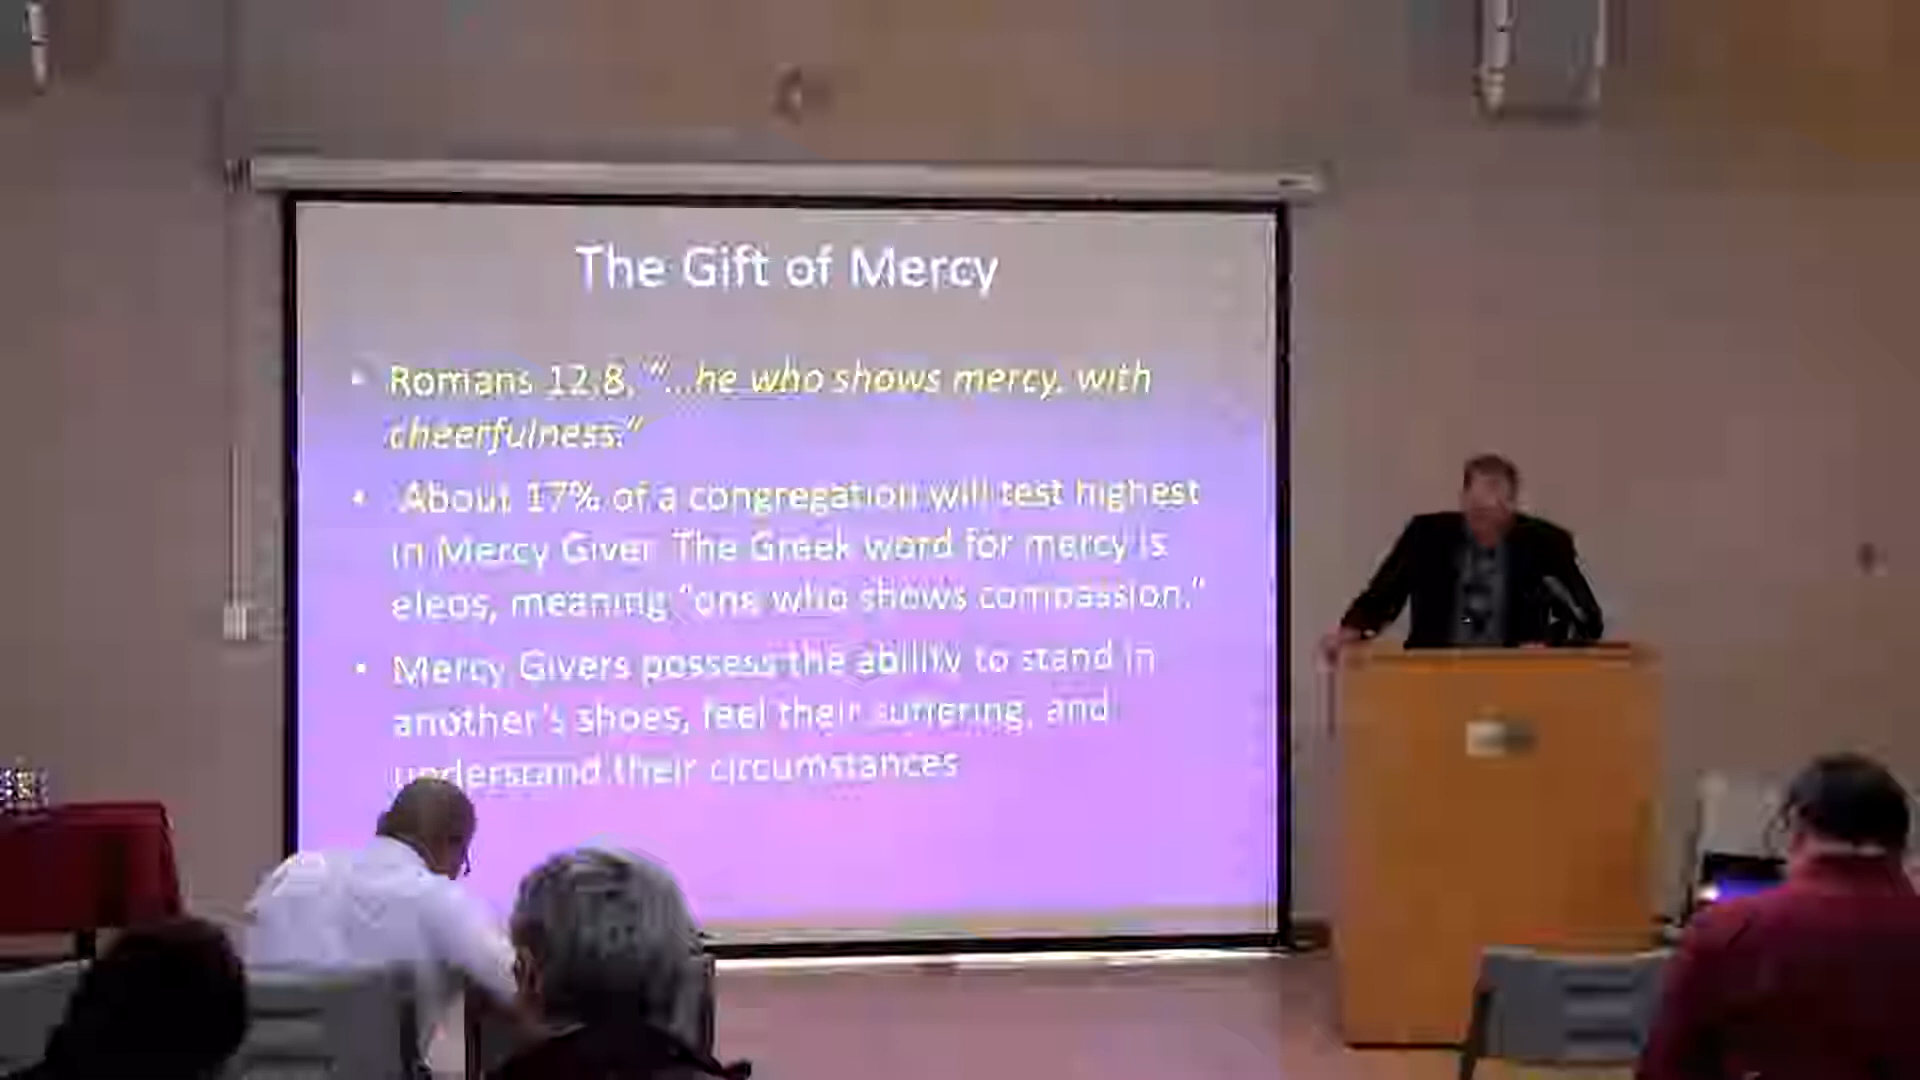 The Gift of Mercy
• Romans 12:8, "...he who shows mercy, with
cheerfulness."
• About 17% of a congregation will test highest
in Mercy Giver. The Greek word for mercy is
eleos, meaning "one who shows compassion."
• Mercy Givers possess the ability to stand in
another's shoes, feel their suffering, and
understand their circumstances